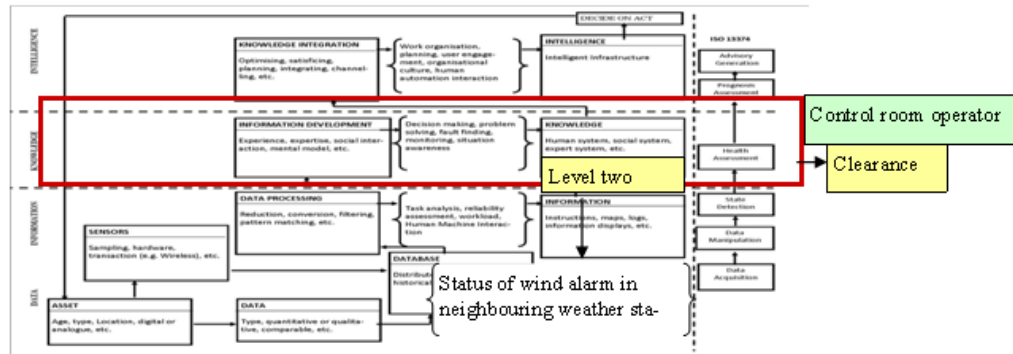 DECIDE ON ACT
INTELLIGENCE
KNOWLEDGE INTEGRATION
Optimising, satisficing,
planning, integrating, channel-
ling, etc.
Work organisation,
planning, user engage-
ment, organisational
culture, human
automation interaction
INTELLIGENCE
Intelligent Infrastructure
ISO 13374
Advisory
Generation
Prognosis
Assessment
KNOWLEDGE
INFORMATION DEVELOPMENT
Experience, expertise, social inter-
action, mental model, etc.
Decision making, problem
solving, fault finding,
monitoring, situation
awareness
KNOWLEDGE
Human system, social system,
expert system, etc.
Health
Assessment
Control room operator
Clearance
Level two
INFORMATION
DATA PROCESSING
Reduction, conversion, filtering,
pattern matching, etc.
Task analysis, reliability
assessment, workload,
Human Machine Interac-
tion
INFORMATION
Instructions, maps, logs,
information displays, etc.
State
Detection
Data
Manipulation
Data
Acquisition
SENSORS
Sampling, hardware,
transaction (e.g. Wireless), etc.
DATABASE
Status of wind alarm in
neighbouring weather sta-
DATA
ASSET
Age, type, Location, digital or
analogue, etc.
DATA
Type, quantitative or qualita-
tive, comparable, etc.